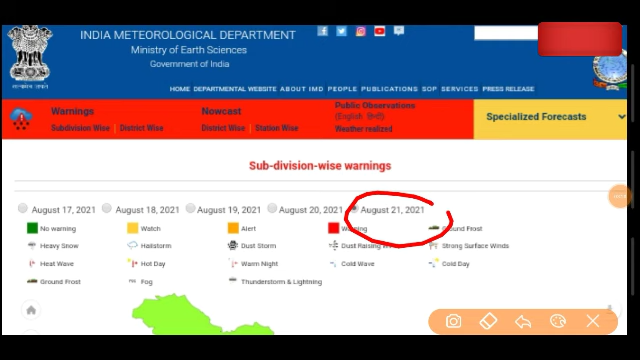 INDIA METEOROLOGICAL DEPARTMENT
Ministry of Earth Sciences
Government of India
सत्यमेव जयते
HOME DEPARTMENTAL WEBSITE ABOUT IMD PEOPLE PUBLICATIONS SOP SERVICES PRESS RELEASE
Warnings
Subdivision Wise | District Wise
Nowcast
District Wise | Station Wise
Public Observations
(English हिन्दी)
Weather realized
Specialized Forecasts
Sub-division-wise warnings
August 17, 2021 August 18, 2021 August 19, 2021 August 20, 2021 August 21, 2021
No warning Watch Alert Warning Ground Frost
Heavy Snow Hailstorm Dust Storm Dust Raising Strong Surface Winds
Heat Wave Hot Day Warm Night Cold Wave Cold Day
Ground Frost Fog Thunderstorm & Lightning